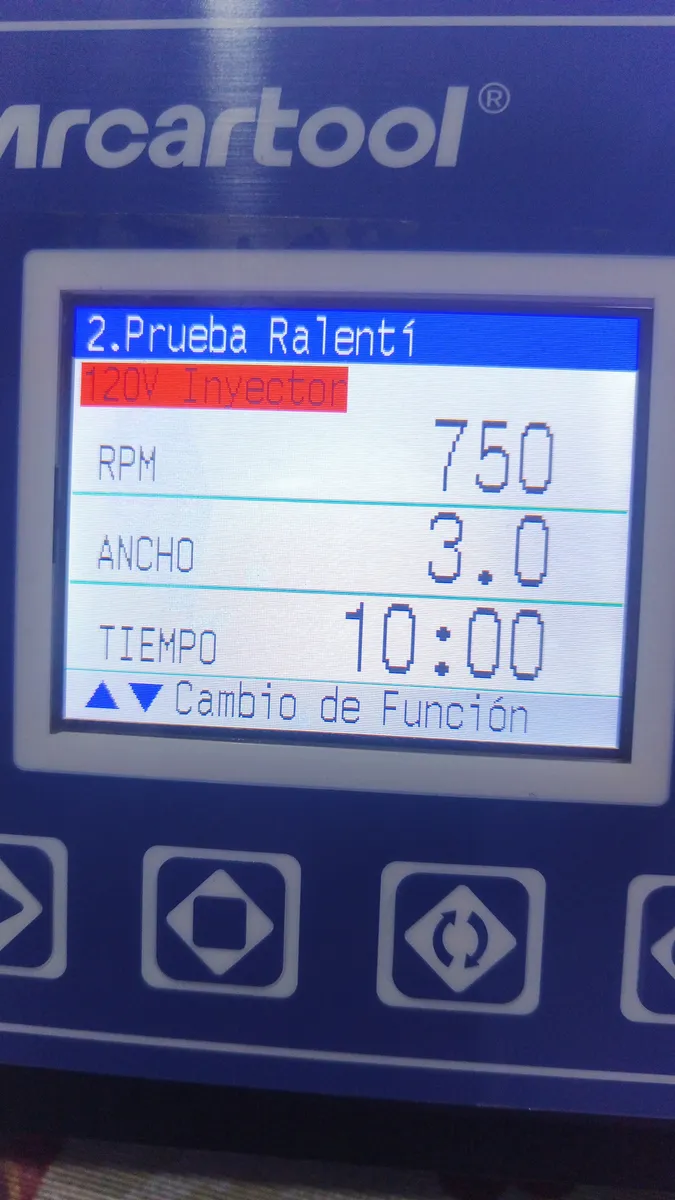 Mrcartool®
2.Prueba Ralentí
120V Inyector
RPM 750
ANCHO 3.0
TIEMPO 10:00
▲▼Cambio de Función